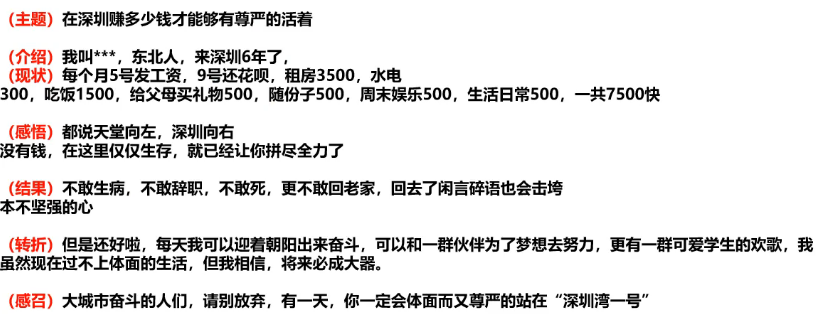 （主题）在深圳赚多少钱才能够有尊严的活着
（介绍）我叫***，东北人，来深圳6年了，
（现状）每个月5号发工资，9号还花呗，租房3500，水电
300，吃饭1500，给父母买礼物500，随份子500，周末娱乐500，生活日常500，一共7500快
（感悟）都说天堂向左，深圳向右
没有钱，在这里仅仅生存，就已经让你拼尽全力了
（结果）不敢生病，不敢辞职，不敢死，更不敢回老家，回去了闲言碎语也会击垮
本不坚强的心
（转折）但是还好啦，每天我可以迎着朝阳出来奋斗，可以和一群伙伴为了梦想去努力，更有一群可爱学生的欢歌，我
虽然现在过不上体面的生活，但我相信，将来必成大器。
（感召）大城市奋斗的人们，请别放弃，有一天，你一定会体面而又尊严的站在“深圳湾一号”